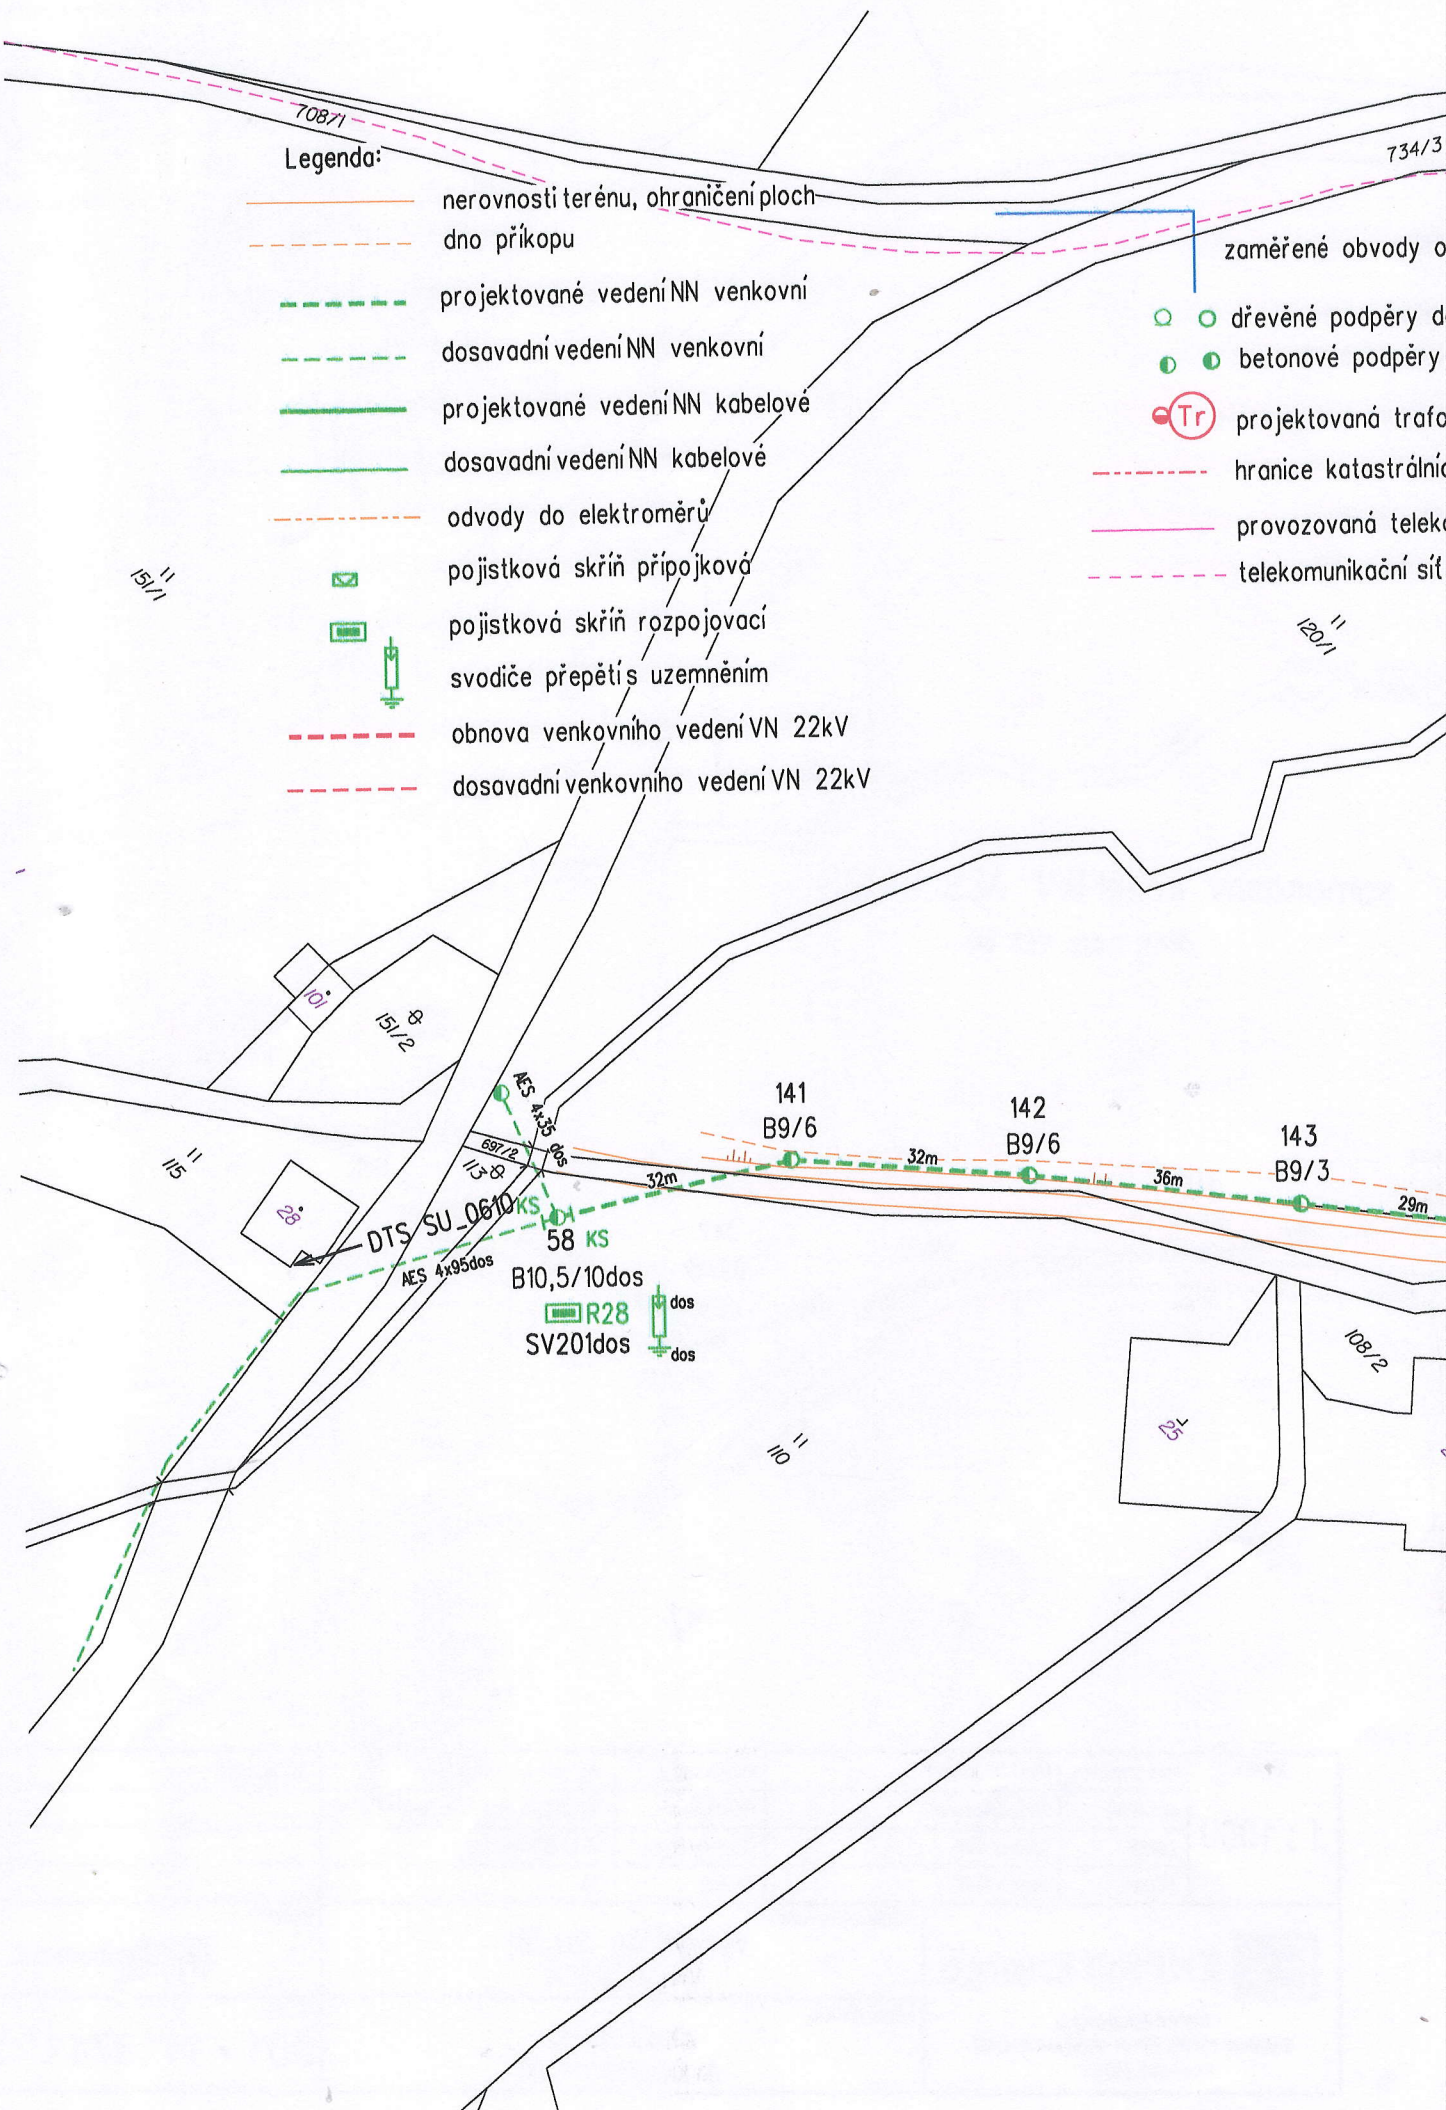 708/1
734/3
Legenda:
nerovnosti terénu, ohraničení ploch
dno příkopu
projektované vedení NN venkovní
dosavadní vedení NN venkovní
projektované vedení NN kabelové
dosavadní vedení NN kabelové
odvody do elektroměrů
pojistková skříň přípojková
pojistková skříň rozpojovací
svodiče přepětí s uzemněním
obnova venkovního vedení VN 22kV
dosavadní venkovního vedení VN 22kV
zaměřené obvody o
dřevěné podpěry d
betonové podpěry
Tr
projektovaná trafo
hranice katastrální
provozovaná telek
telekomunikační síť
151/1
120/1
101
151/2
AES 4x35 dos
141
B9/6
142
B9/6
143
B9/3
32m
36m
29m
697/2
113
32m
115
28
DTS SU_0610
KS
58 KS
AES 4x95dos
B10,5/10dos
R28
dos
SV201dos
dos
108/2
25
110